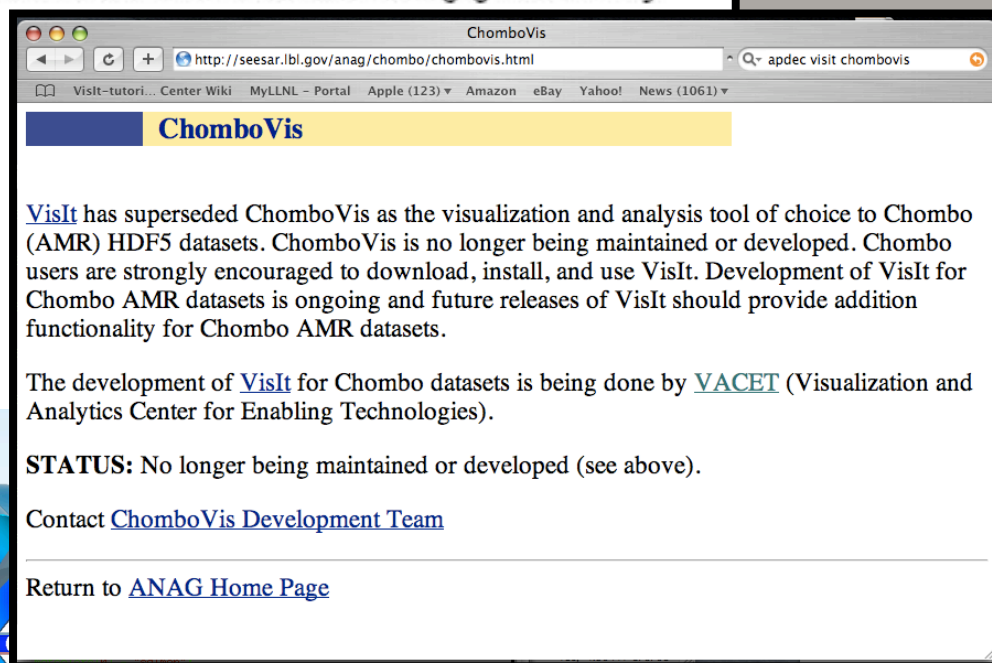 ChomboVis
http://seesar.lbl.gov/anag/chombo/chombovis.html
apdec visit chombovis
VisIt-tutori... Center Wiki MyLLNL - Portal Apple (123) Amazon eBay Yahoo! News (1061)
ChomboVis
VisIt has superseded ChomboVis as the visualization and analysis tool of choice to Chombo
(AMR) HDF5 datasets. ChomboVis is no longer being maintained or developed. Chombo
users are strongly encouraged to download, install, and use VisIt. Development of VisIt for
Chombo AMR datasets is ongoing and future releases of VisIt should provide addition
functionality for Chombo AMR datasets.
The development of VisIt for Chombo datasets is being done by VACET (Visualization and
Analytics Center for Enabling Technologies).
STATUS: No longer being maintained or developed (see above).
Contact ChomboVis Development Team
Return to ANAG Home Page